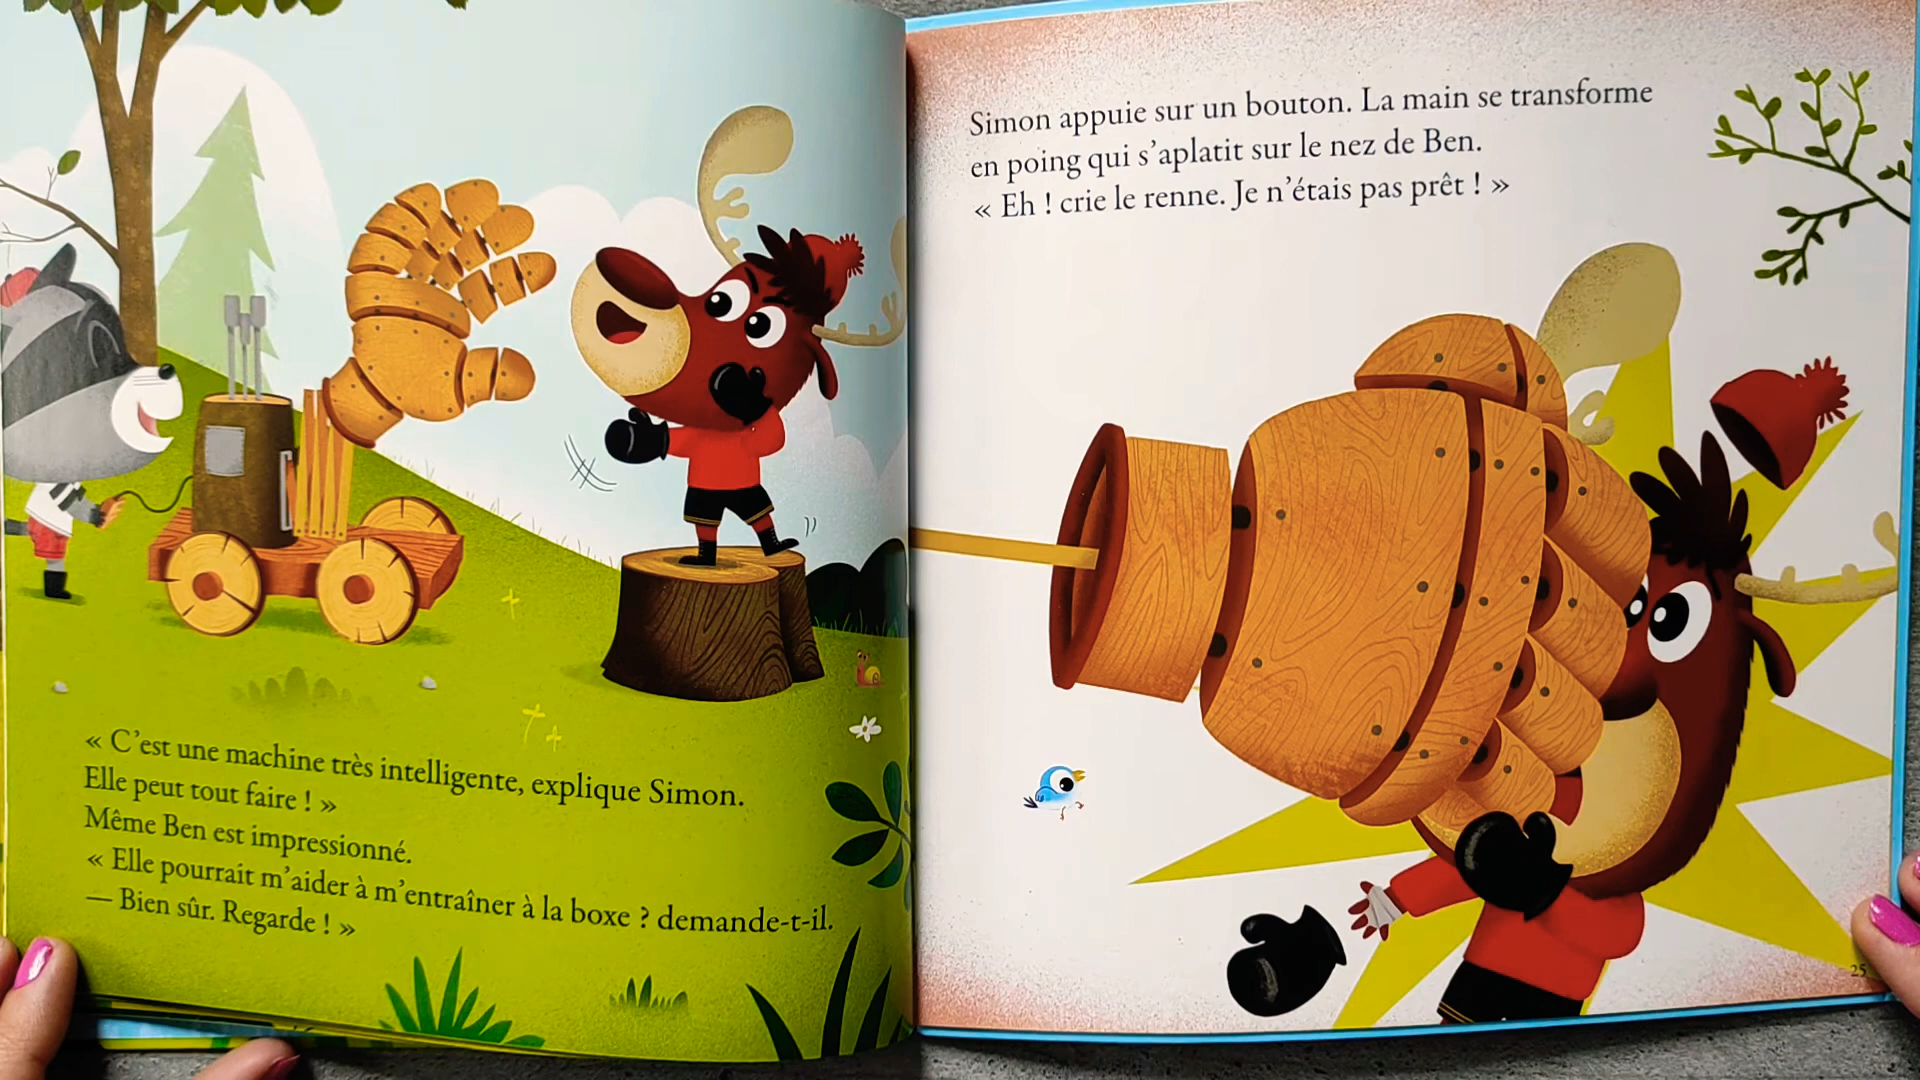 « C’est une machine très intelligente, explique Simon.
Elle peut tout faire ! »
Même Ben est impressionné.
« Elle pourrait m’aider à m’entraîner à la boxe ? demande-t-il.
— Bien sûr. Regarde ! »
Simon appuie sur un bouton. La main se transforme
en poing qui s’aplatit sur le nez de Ben.
« Eh ! crie le renne. Je n’étais pas prêt ! »
25